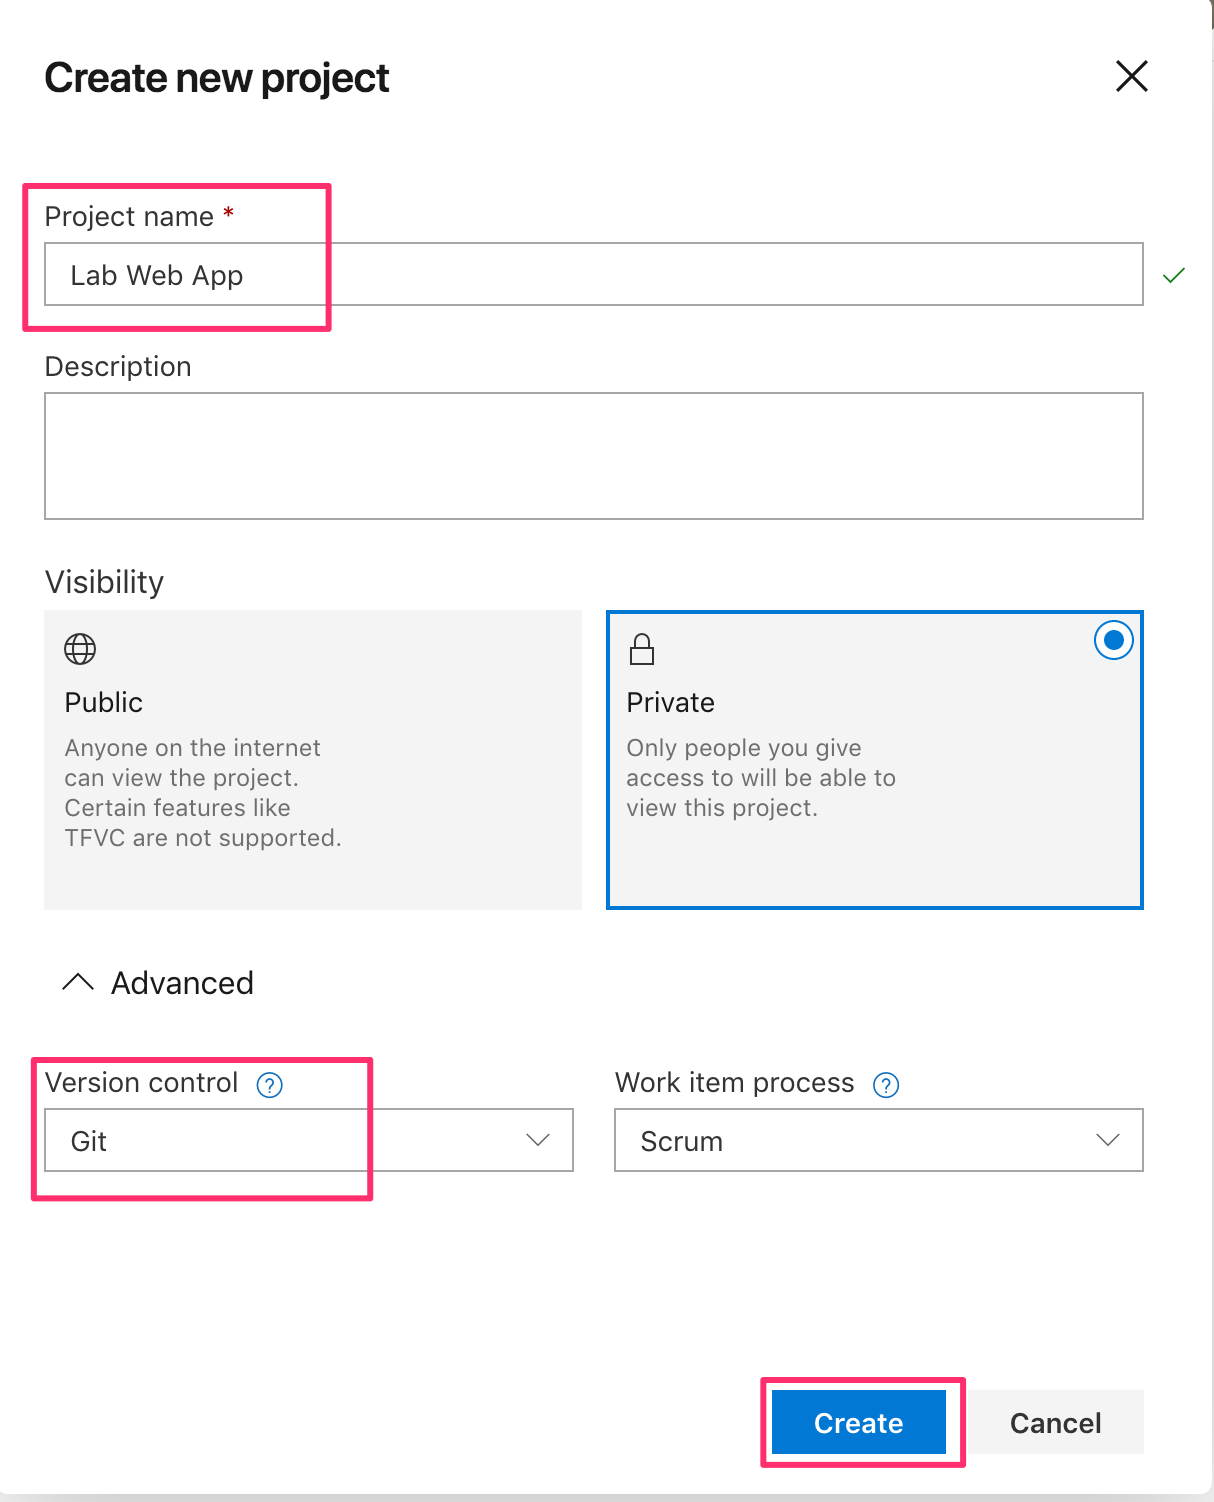 Create new project
Project name *
Lab Web App
Description
Visibility
Public
Anyone on the internet
can view the project.
Certain features like
TFVC are not supported.
Private
Only people you give
access to will be able to
view this project.
Advanced
Version control ?
Git
Work item process ?
Scrum
Create
Cancel